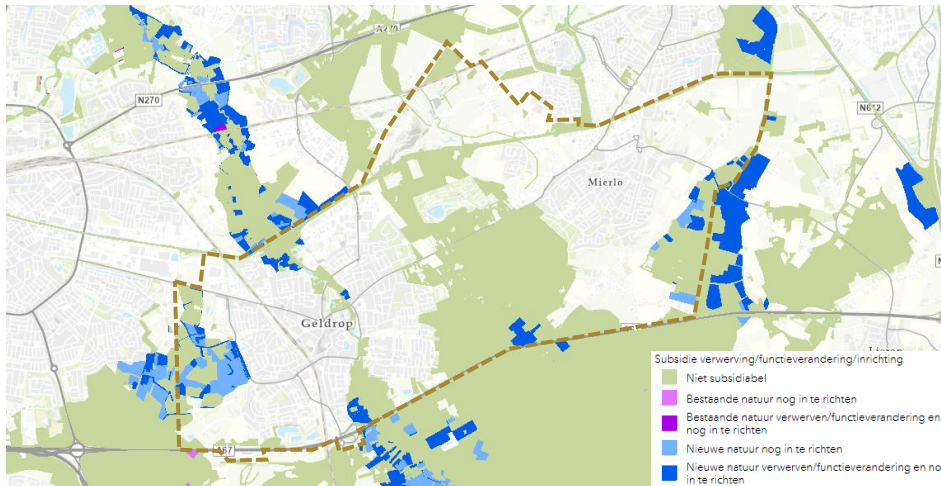 A270
N270
N612
Mierlo
Geldrop
A67
Subsidie verwerving/functieverandering/inrichting
Niet subsidiabel
Bestaande natuur nog in te richten
Bestaande natuur verwerven/functieverandering en
nog in te richten
Nieuwe natuur nog in te richten
Nieuwe natuur verwerven/functieverandering en no
in te richten